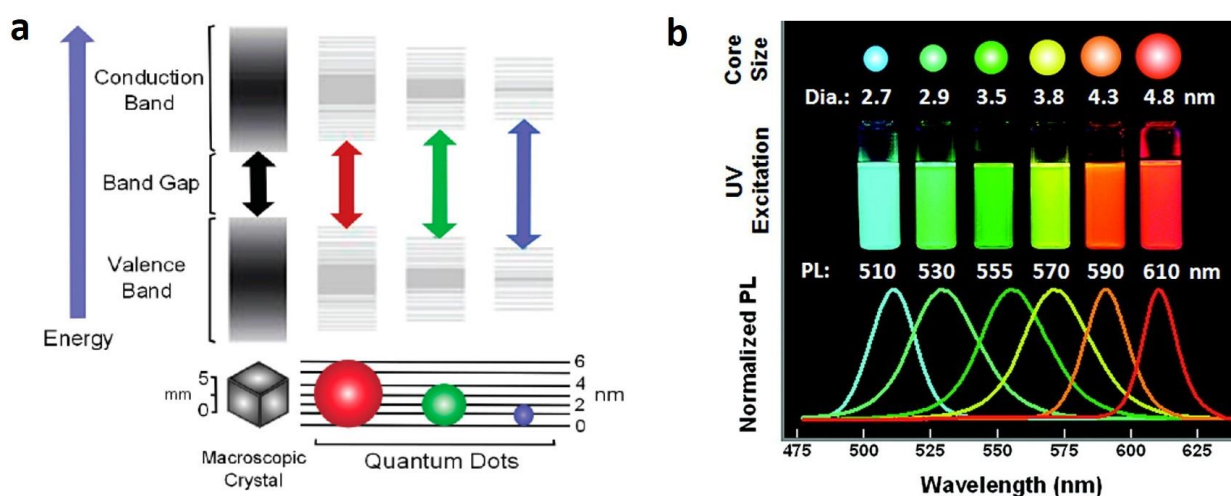 a
Conduction
Band
Band Gap
Valence
Band
Energy
5
mm
0
6
4
nm
2
0
Macroscopic
Crystal
Quantum Dots
b
Core
Size
Dia.: 2.7 2.9 3.5 3.8 4.3 4.8 nm
UV
Excitation
PL: 510 530 555 570 590 610 nm
Normalized PL
475 500 525 550 575 600 625
Wavelength (nm)